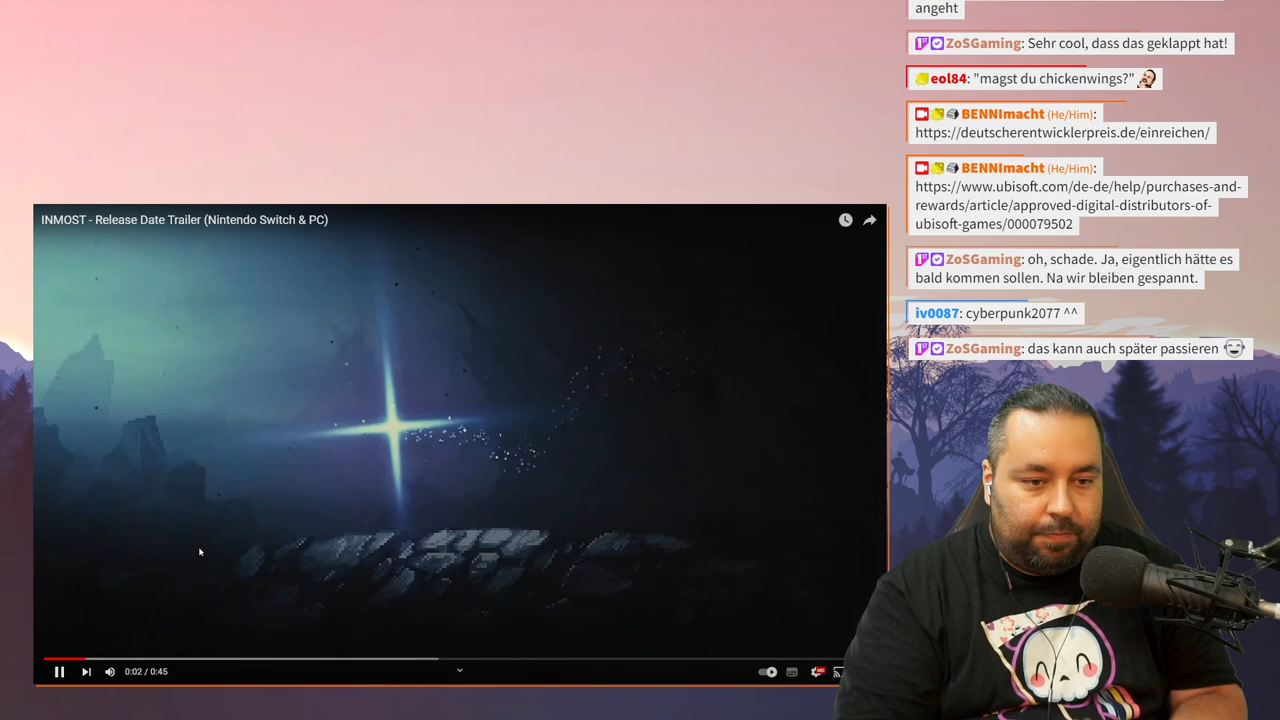 INMOST - Release Date Trailer (Nintendo Switch & PC)
0:02 / 0:45
angeht
ZoSGaming: Sehr cool, dass das geklappt hat!
eol84: "magst du chickenwings?"
BENNImacht (He/Him):
https://deutscherentwicklerpreis.de/einreichen/
BENNImacht (He/Him):
https://www.ubisoft.com/de-de/help/purchases-and-
rewards/article/approved-digital-distributors-of-
ubisoft-games/000079502
ZoSGaming: oh, schade. Ja, eigentlich hätte es
bald kommen sollen. Na wir bleiben gespannt.
iv0087: cyberpunk2077 ^^
ZoSGaming: das kann auch später passieren